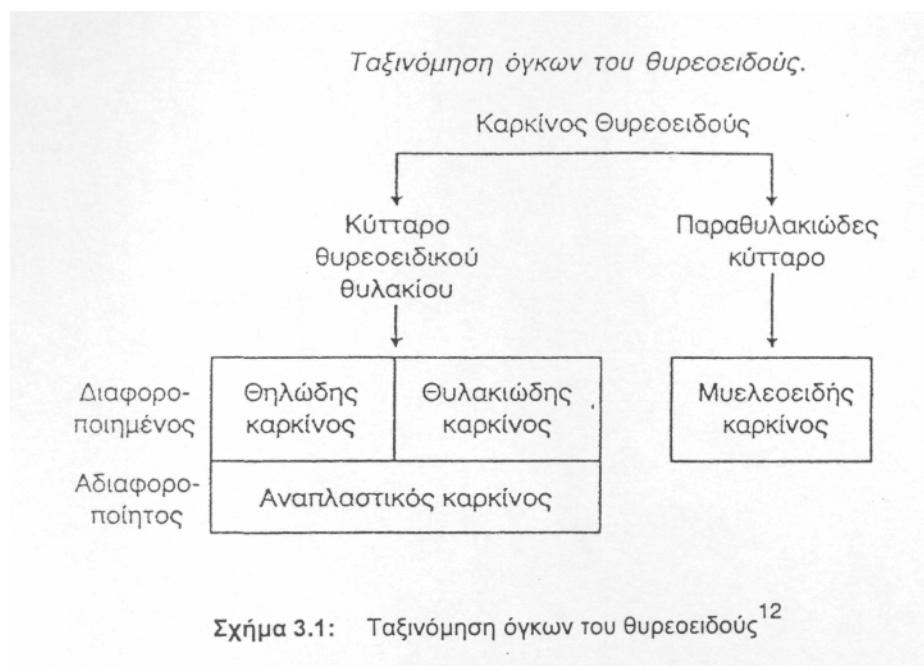 Ταξινόμηση όγκων του θυρεοειδούς.
Καρκίνος Θυρεοειδούς
Κύτταρο
θυρεοειδικού
θυλακίου
Παραθυλακιώδες
κύτταρο
Διαφορο-
ποιημένος
Θηλώδης
καρκίνος
Θυλακιώδης
καρκίνος
Μυελεοειδής
καρκίνος
Αδιαφορο-
ποίητος
Αναπλαστικός καρκίνος
Σχήμα 3.1: Ταξινόμηση όγκων του θυρεοειδούς12